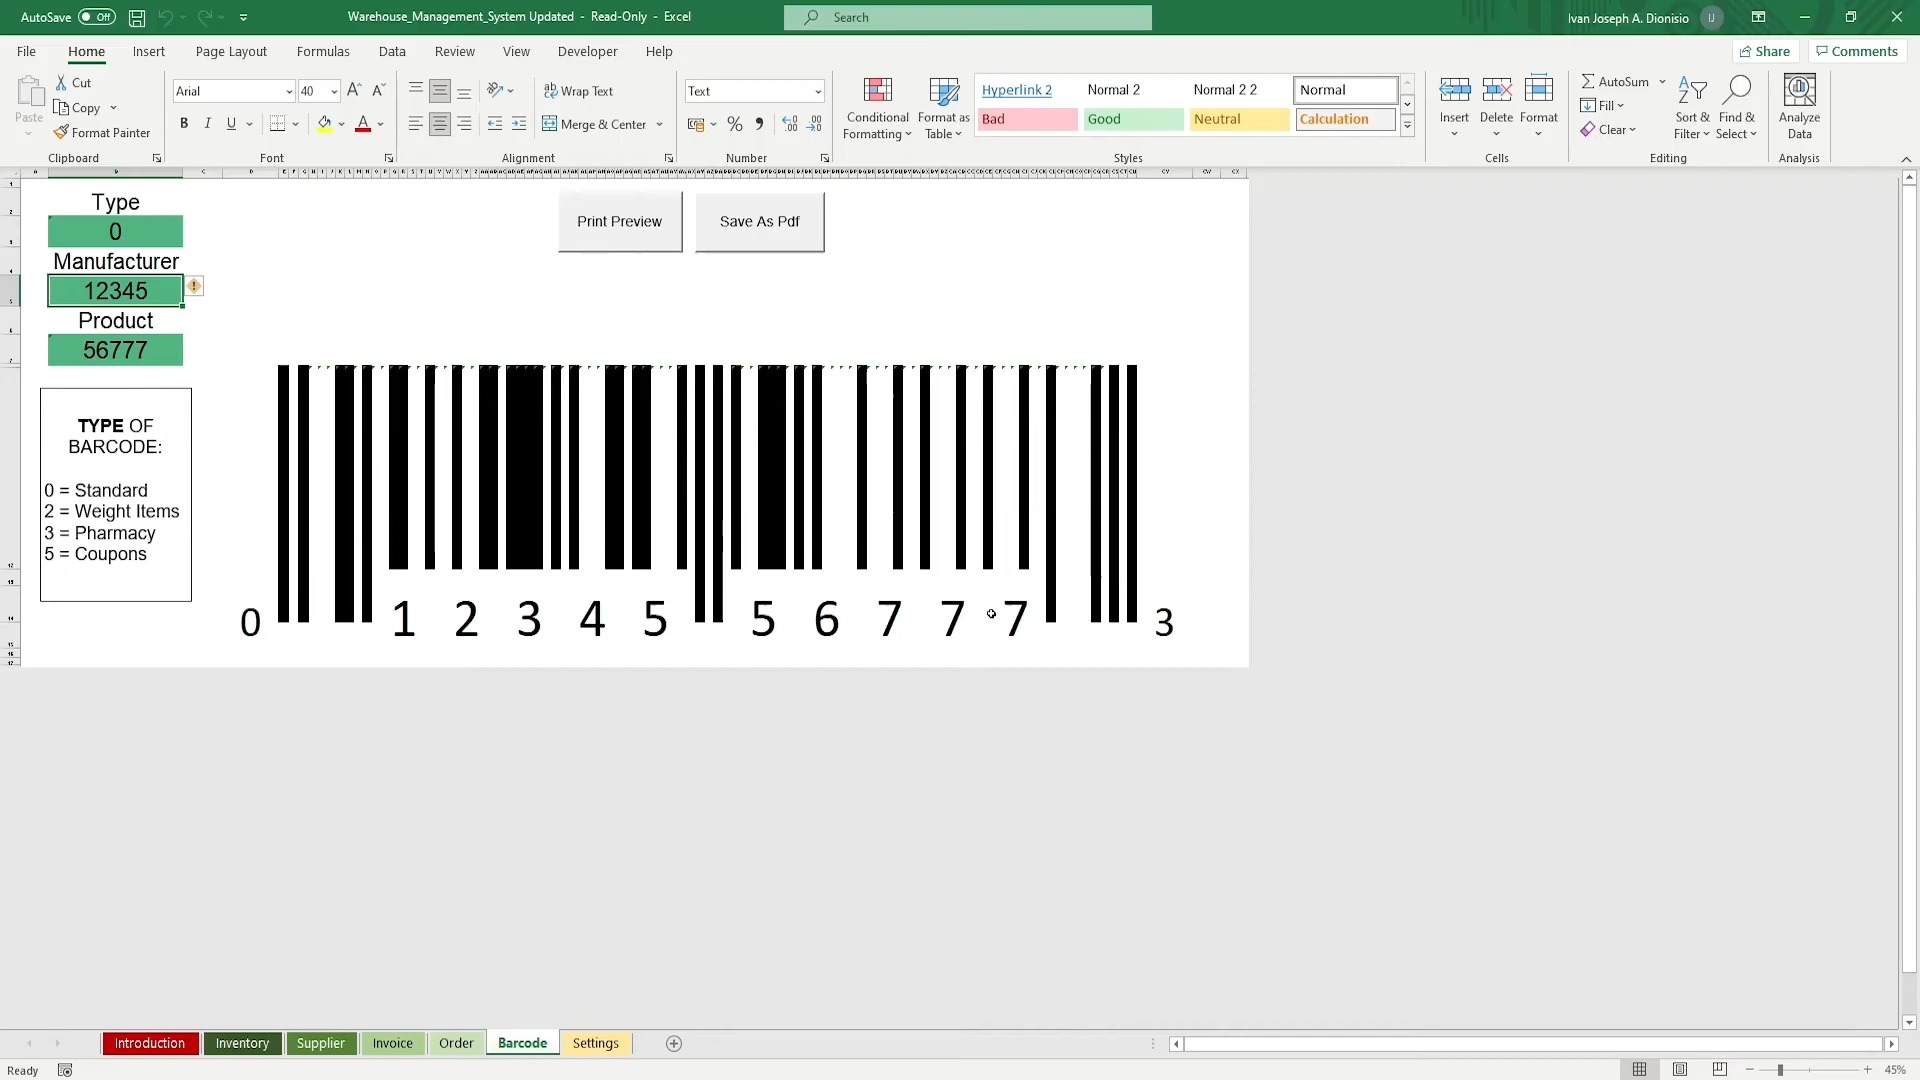 AutoSave Off Warehouse_Management_System Updated - Read-Only - Excel Search Ivan Joseph A. Dionisio IJ
File Home Insert Page Layout Formulas Data Review View Developer Help Share Comments
Paste
Cut
Copy
Format Painter
Clipboard
Arial 40
B I U
Font
Wrap Text
Merge & Center
Alignment
Text
Number
Conditional Formatting
Format as Table
Hyperlink 2 Normal 2 Normal 2 2 Normal
Bad Good Neutral Calculation
Styles
Insert Delete Format
Cells
AutoSum
Fill
Clear
Sort & Filter
Find & Select
Editing
Analyze Data
Analysis
Type
0
Manufacturer
12345
Product
56777
Print Preview Save As Pdf
TYPE OF
BARCODE:
0 = Standard
2 = Weight Items
3 = Pharmacy
5 = Coupons
0 1 2 3 4 5 5 6 7 7 7 3
Introduction Inventory Supplier Invoice Order Barcode Settings
Ready 45%